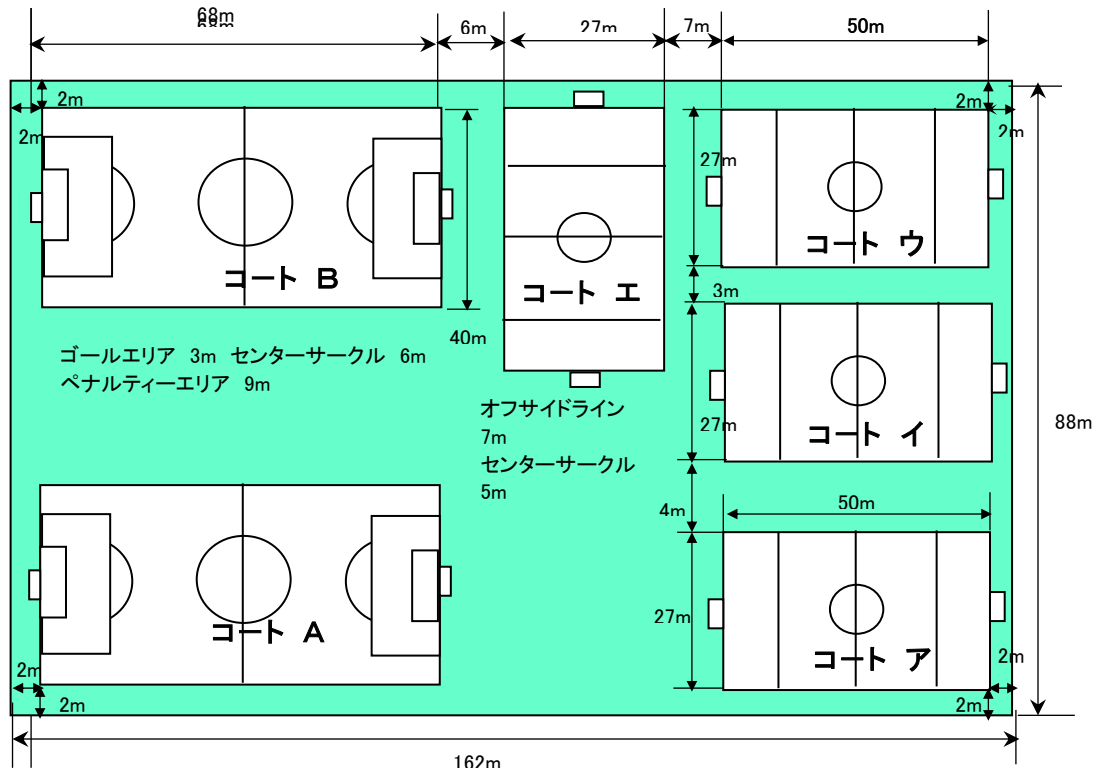 68m
6m
27m
7m
50m
2m
2m
2m
2m
27m
コート B
コート エ
コート ウ
3m
40m
ゴールエリア 3m センターサークル 6m
ペナルティーエリア 9m
オフサイドライン
7m
センターサークル
5m
27m
コート イ
88m
4m
50m
27m
コート A
コート ア
2m
2m
2m
2m
162m